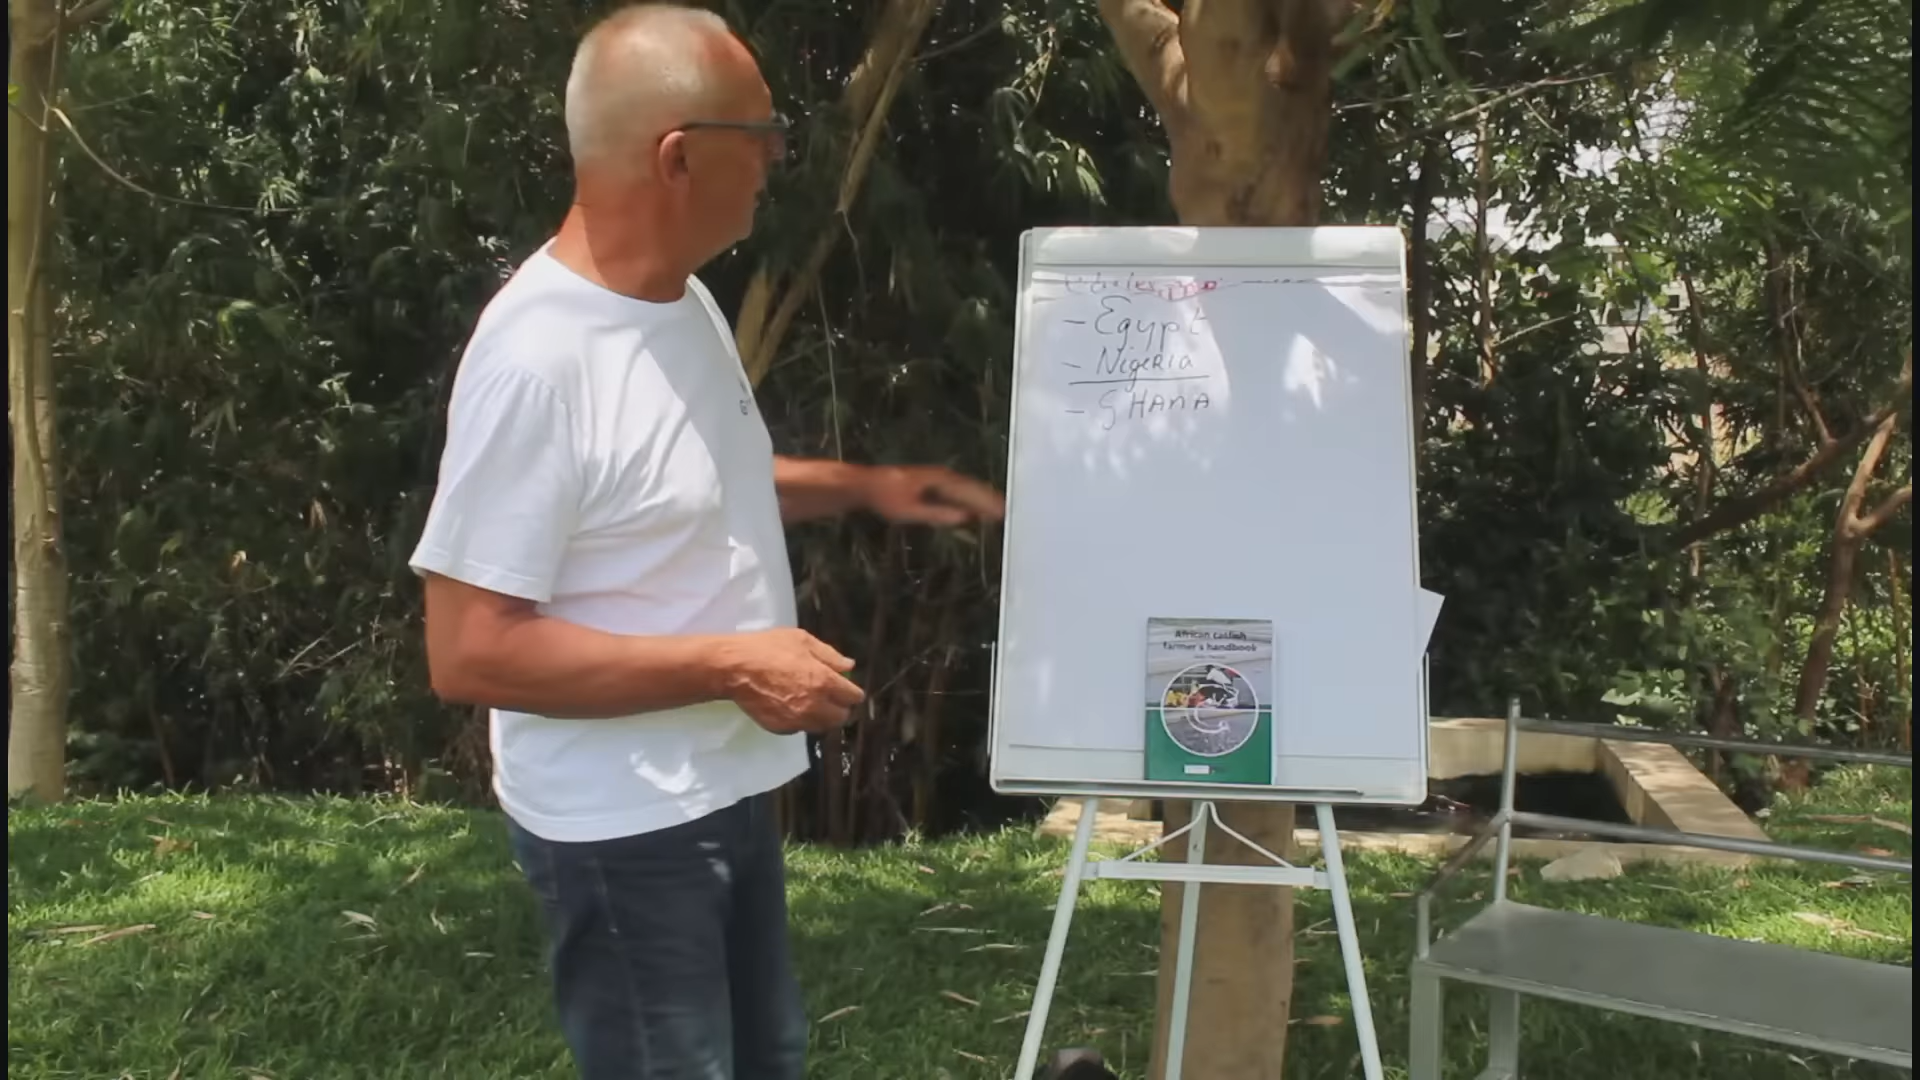 - Egypt
- Nigeria
- GHANA
African catfish
farmer's handbook